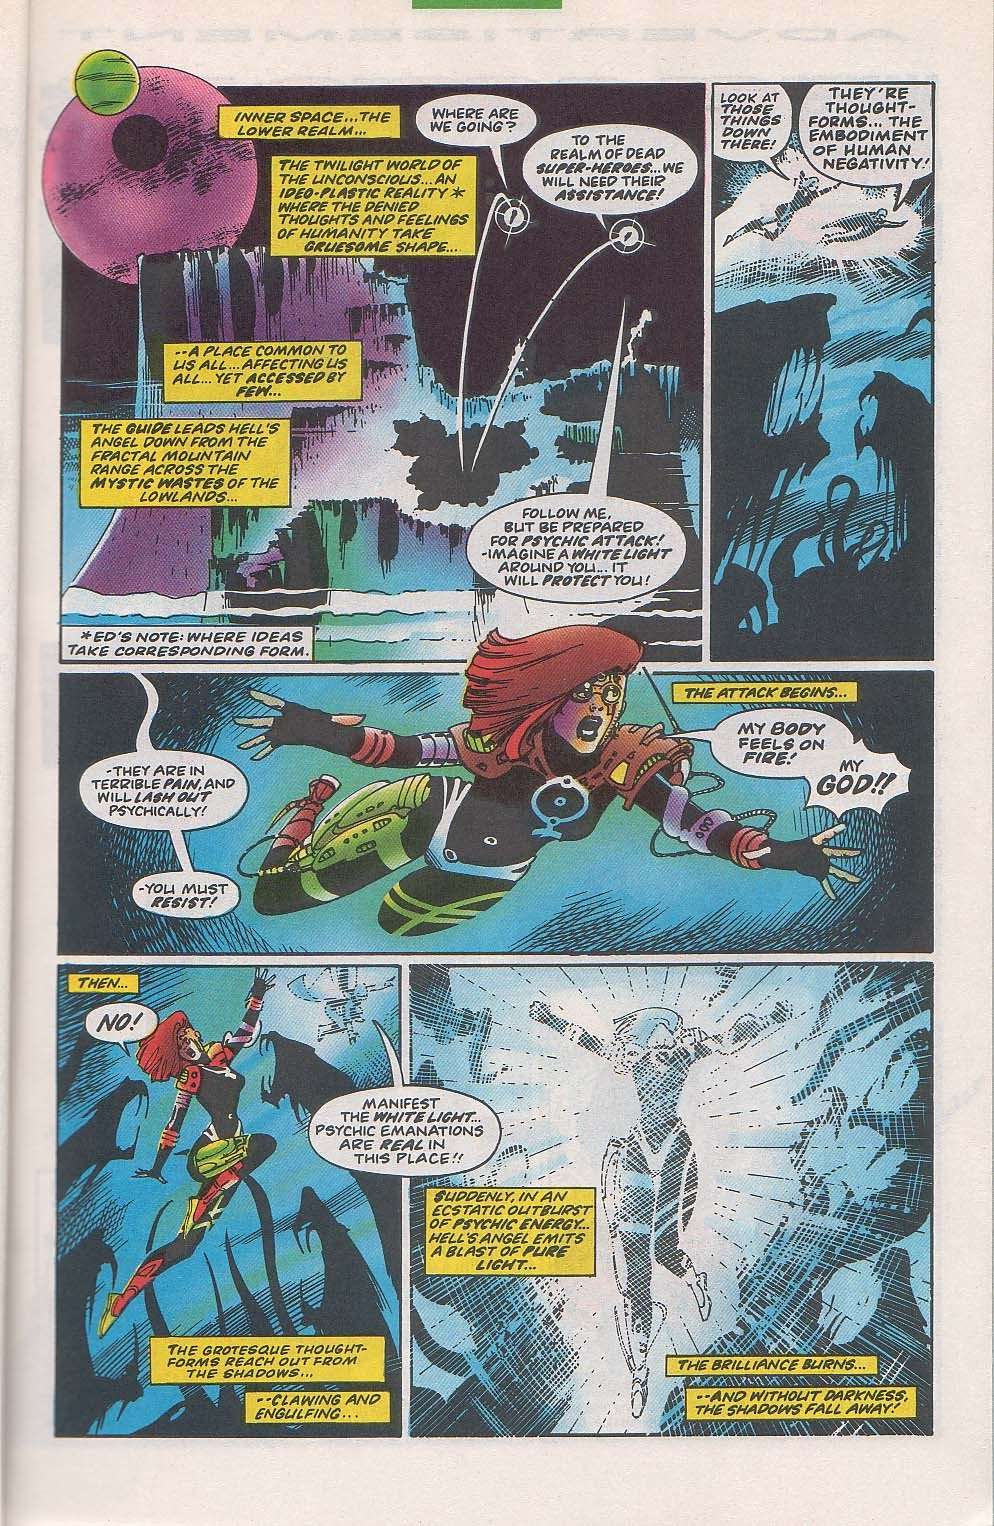 INNER SPACE...THE
LOWER REALM...
THE TWILIGHT WORLD OF
THE UNCONSCIOUS...AN
IDEO-PLASTIC REALITY *
WHERE THE DENIED
THOUGHTS AND FEELINGS
OF HUMANITY TAKE
GRUESOME SHAPE...
WHERE ARE
WE GOING?
TO THE
REALM OF DEAD
SUPER-HEROES...WE
WILL NEED THEIR
ASSISTANCE!
--A PLACE COMMON TO
US ALL...AFFECTING US
ALL...YET ACCESSED BY
FEW...
THE GUIDE LEADS HELL'S
ANGEL DOWN FROM THE
FRACTAL MOUNTAIN
RANGE ACROSS THE
MYSTIC WASTES OF THE
LOWLANDS...
FOLLOW ME,
BUT BE PREPARED
FOR PSYCHIC ATTACK!
-IMAGINE A WHITE LIGHT
AROUND YOU... IT
WILL PROTECT YOU!
*ED'S NOTE: WHERE IDEAS
TAKE CORRESPONDING FORM.
LOOK AT
THOSE
THINGS
DOWN
THERE!
THEY'RE
THOUGHT-
FORMS... THE
EMBODIMENT
OF HUMAN
NEGATIVITY!
-THEY ARE IN
TERRIBLE PAIN, AND
WILL LASH OUT
PSYCHICALLY!
-YOU MUST
RESIST!
THE ATTACK BEGINS...
MY BODY
FEELS ON
FIRE!
MY
GOD!!
THEN...
NO!
MANIFEST
THE WHITE LIGHT...
PSYCHIC EMANATIONS
ARE REAL IN
THIS PLACE!!
THE GROTESQUE THOUGHT-
FORMS REACH OUT FROM
THE SHADOWS...
--CLAWING AND
ENGULFING...
SUDDENLY, IN AN
ECSTATIC OUTBURST
OF PSYCHIC ENERGY...
HELL'S ANGEL EMITS
A BLAST OF PURE
LIGHT...
THE BRILLIANCE BURNS...
--AND WITHOUT DARKNESS,
THE SHADOWS FALL AWAY!